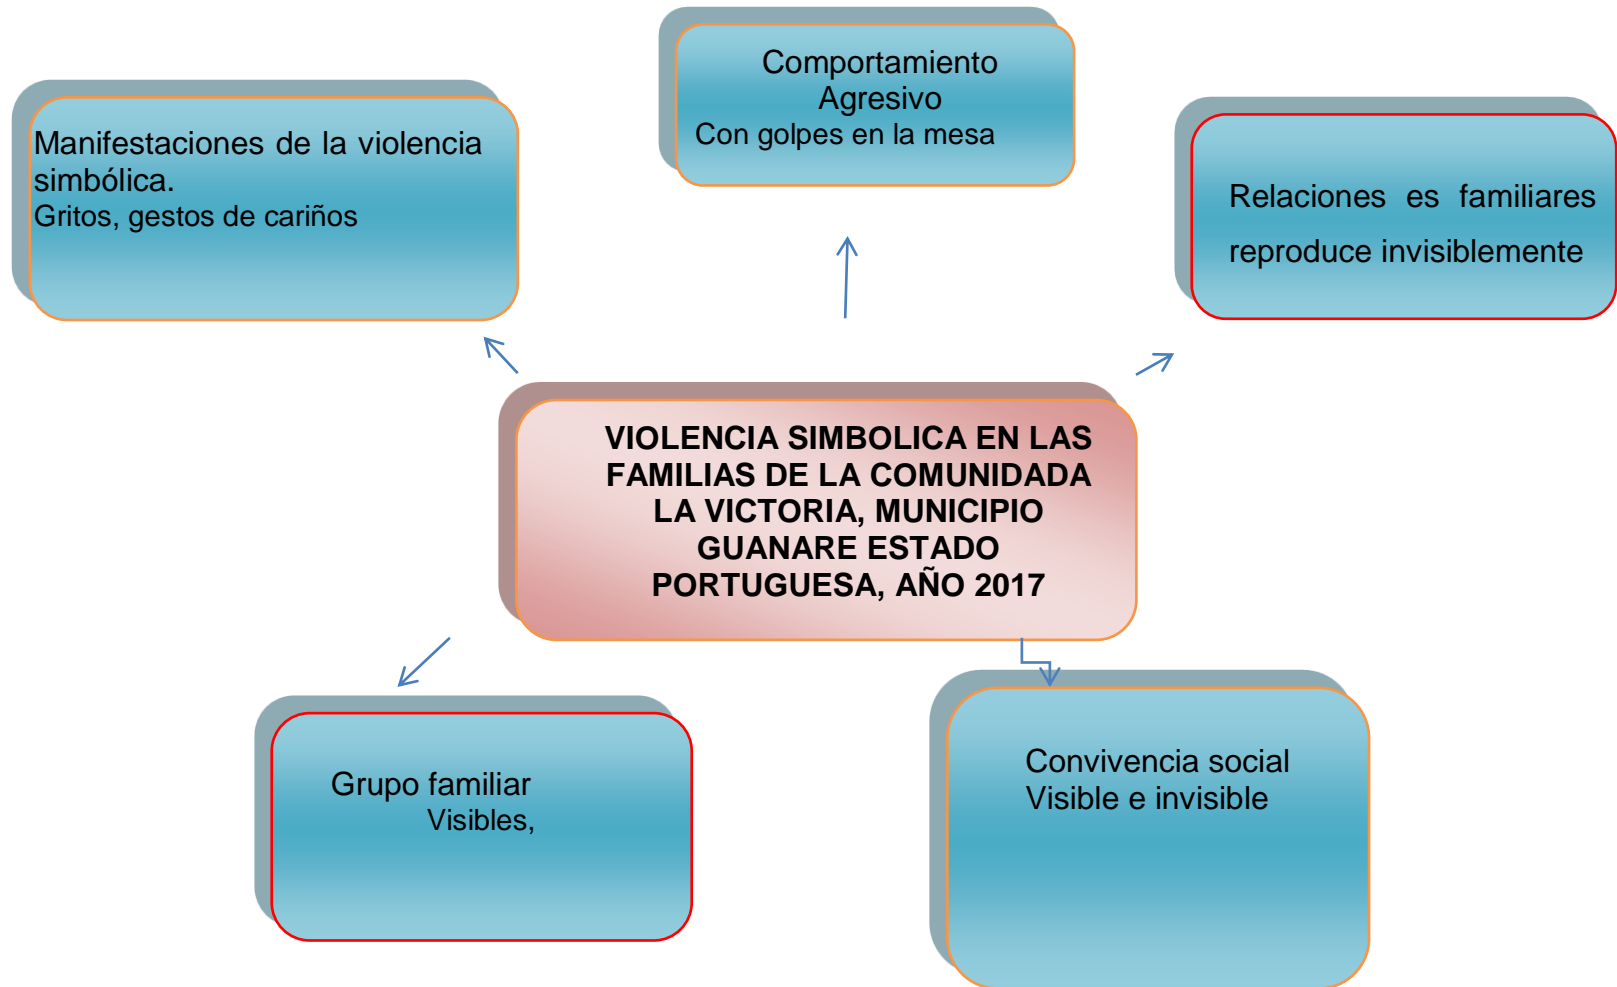 Comportamiento
Agresivo
Con golpes en la mesa
Manifestaciones de la violencia
simbólica.
Gritos, gestos de cariños
Relaciones es familiares
reproduce invisiblemente
VIOLENCIA SIMBOLICA EN LAS
FAMILIAS DE LA COMUNIDADA
LA VICTORIA, MUNICIPIO
GUANARE ESTADO
PORTUGUESA, AÑO 2017
Grupo familiar
Visibles,
Convivencia social
Visible e invisible